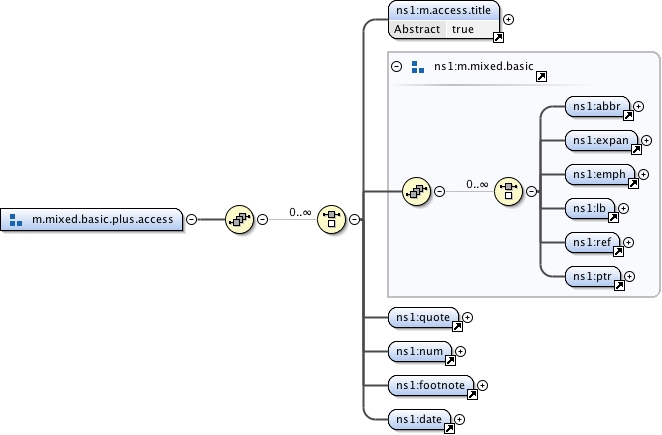 ns1:m.access.title
Abstract true
ns1:m.mixed.basic
ns1:abbr
ns1:expan
ns1:emph
0..∞
ns1:lb
m.mixed.basic.plus.access
0..∞
ns1:ref
ns1:ptr
ns1:quote
ns1:num
ns1:footnote
ns1:date